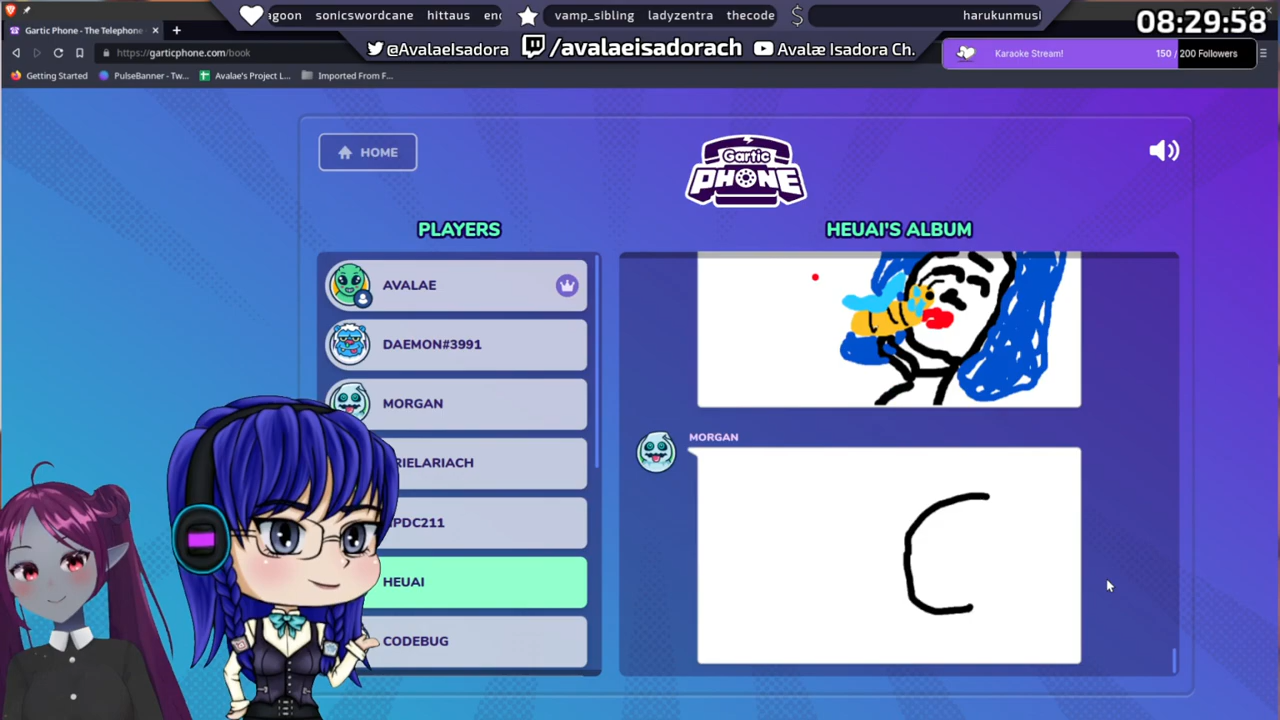 agoon sonicswordcane hittaus end
vamp_sibling ladyzentra thecode
$ harukunmusi
08:29:58
Gartic Phone - The Telephone
@AvalaeIsadora /avalaeisadorach Avalæ Isadora Ch.
https://garticphone.com/book
Karaoke Stream! 150 / 200 Followers
Getting Started PulseBanner - Tw... Avalae's Project L... Imported From F...
HOME
Gartic PHONE
PLAYERS
HEUAI'S ALBUM
AVALAE
DAEMON#3991
MORGAN
RIELARIACH
PDC211
HEUAI
CODEBUG
MORGAN
C